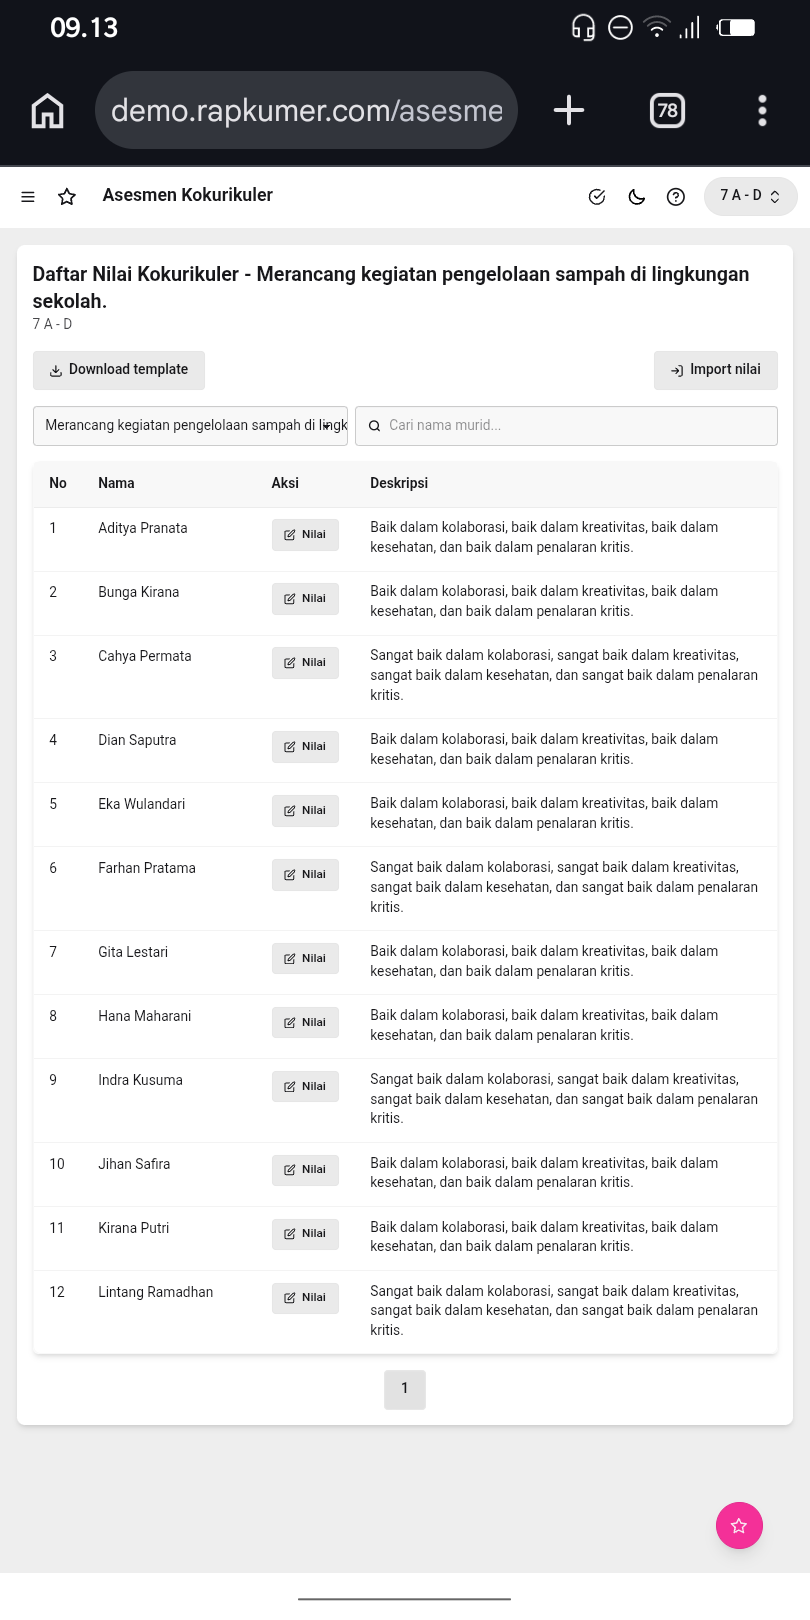 09.13
demo.rapkumer.com/asesme
78
Asesmen Kokurikuler
7 A - D
Daftar Nilai Kokurikuler - Merancang kegiatan pengelolaan sampah di lingkungan
sekolah.
7 A - D
Download template
Import nilai
Merancang kegiatan pengelolaan sampah di lingk
Cari nama murid...
No Nama Aksi Deskripsi
1 Aditya Pranata Nilai Baik dalam kolaborasi, baik dalam kreativitas, baik dalam
kesehatan, dan baik dalam penalaran kritis.
2 Bunga Kirana Nilai Baik dalam kolaborasi, baik dalam kreativitas, baik dalam
kesehatan, dan baik dalam penalaran kritis.
3 Cahya Permata Nilai Sangat baik dalam kolaborasi, sangat baik dalam kreativitas,
sangat baik dalam kesehatan, dan sangat baik dalam penalaran
kritis.
4 Dian Saputra Nilai Baik dalam kolaborasi, baik dalam kreativitas, baik dalam
kesehatan, dan baik dalam penalaran kritis.
5 Eka Wulandari Nilai Baik dalam kolaborasi, baik dalam kreativitas, baik dalam
kesehatan, dan baik dalam penalaran kritis.
6 Farhan Pratama Nilai Sangat baik dalam kolaborasi, sangat baik dalam kreativitas,
sangat baik dalam kesehatan, dan sangat baik dalam penalaran
kritis.
7 Gita Lestari Nilai Baik dalam kolaborasi, baik dalam kreativitas, baik dalam
kesehatan, dan baik dalam penalaran kritis.
8 Hana Maharani Nilai Baik dalam kolaborasi, baik dalam kreativitas, baik dalam
kesehatan, dan baik dalam penalaran kritis.
9 Indra Kusuma Nilai Sangat baik dalam kolaborasi, sangat baik dalam kreativitas,
sangat baik dalam kesehatan, dan sangat baik dalam penalaran
kritis.
10 Jihan Safira Nilai Baik dalam kolaborasi, baik dalam kreativitas, baik dalam
kesehatan, dan baik dalam penalaran kritis.
11 Kirana Putri Nilai Baik dalam kolaborasi, baik dalam kreativitas, baik dalam
kesehatan, dan baik dalam penalaran kritis.
12 Lintang Ramadhan Nilai Sangat baik dalam kolaborasi, sangat baik dalam kreativitas,
sangat baik dalam kesehatan, dan sangat baik dalam penalaran
kritis.
1